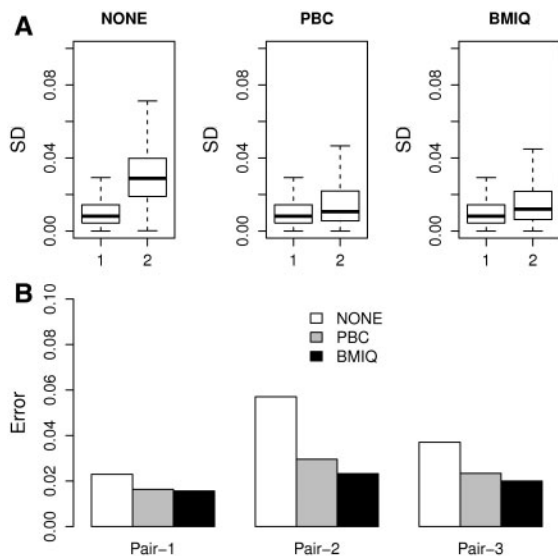 A
NONE
PBC
BMIQ
SD
0.08
0.04
0.00
1
2
SD
0.08
0.04
0.00
1
2
SD
0.08
0.04
0.00
1
2
B
Error
0.10
0.08
0.06
0.04
0.02
0.00
NONE
PBC
BMIQ
Pair-1
Pair-2
Pair-3